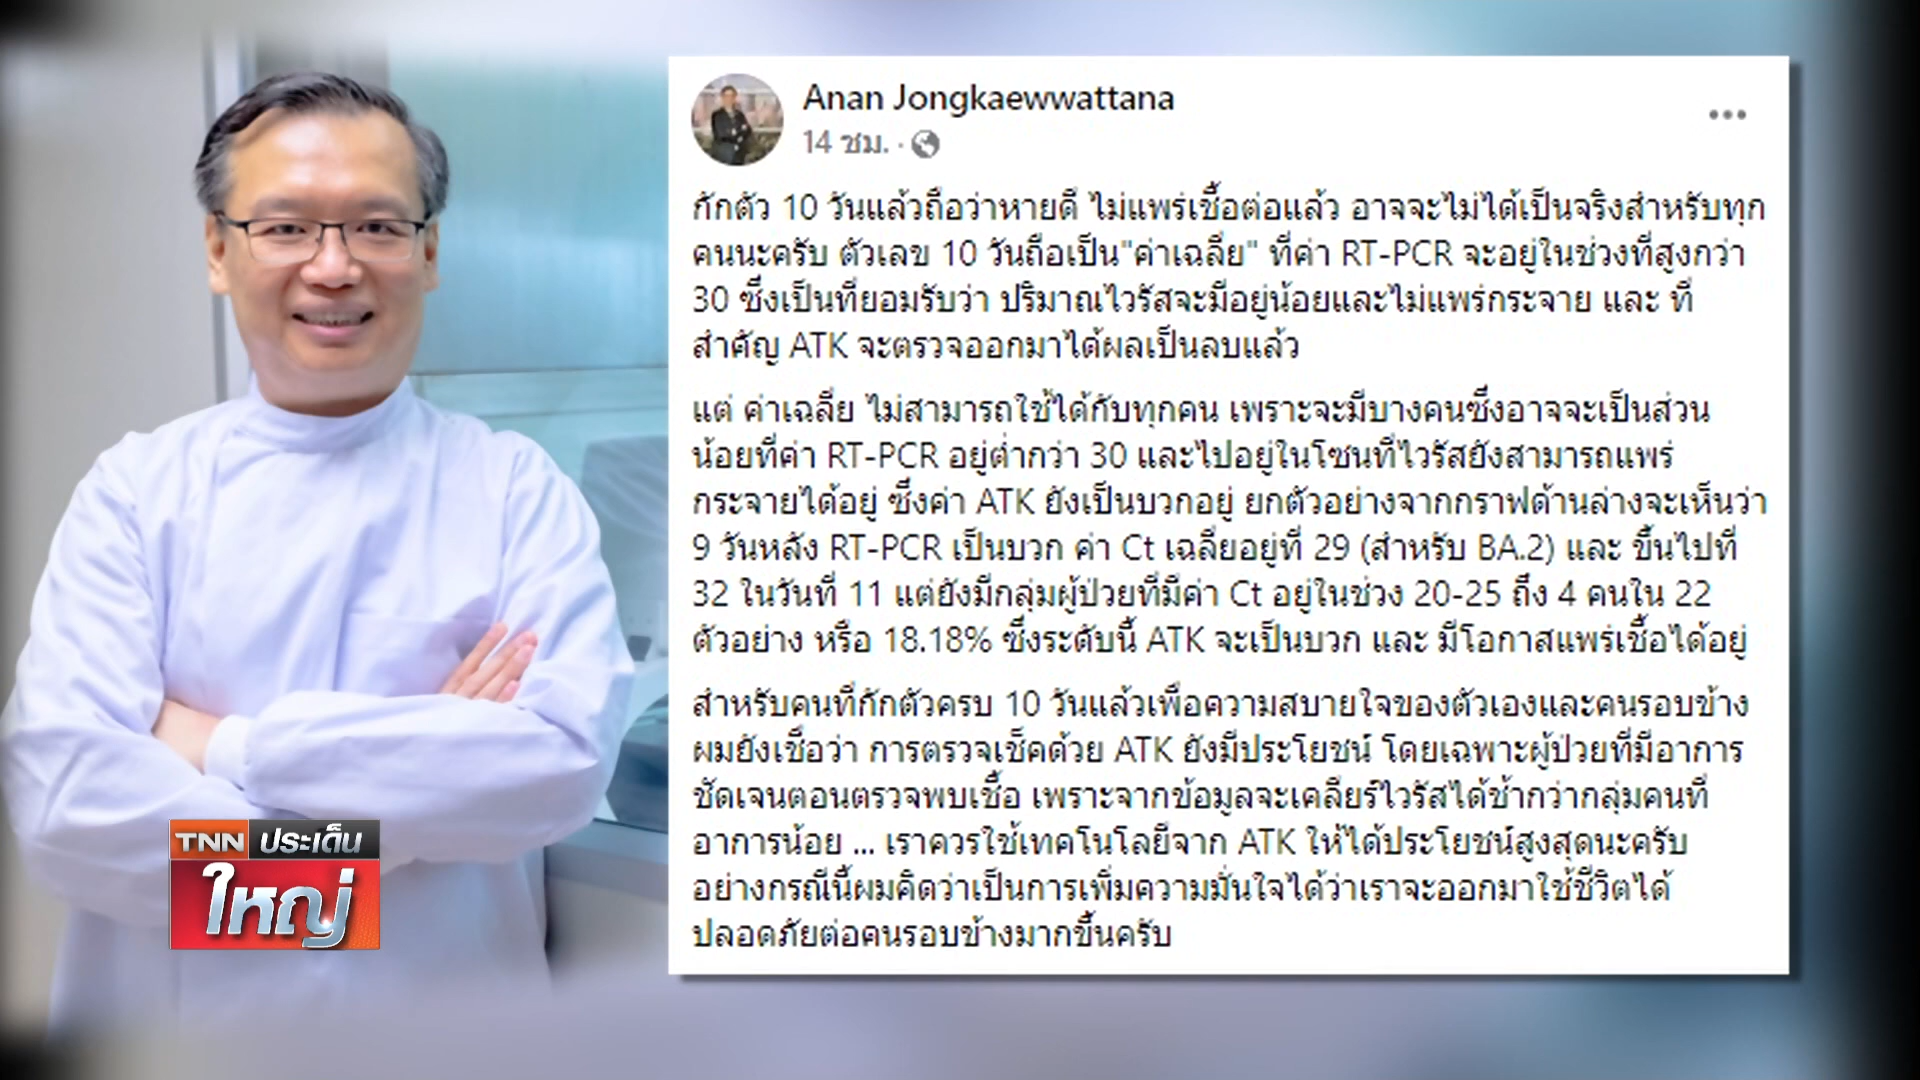 Anan Jongkaewwattana
14 ชม. ·
กักตัว 10 วันแล้วถือว่าหายดี ไม่แพร่เชื้อต่อแล้ว อาจจะไม่ได้เป็นจริงสำหรับทุก
คนนะครับ ตัวเลข 10 วันถือเป็น"ค่าเฉลี่ย" ที่ค่า RT-PCR จะอยู่ในช่วงที่สูงกว่า
30 ซึ่งเป็นที่ยอมรับว่า ปริมาณไวรัสจะมีอยู่น้อยและไม่แพร่กระจาย และ ที่
สำคัญ ATK จะตรวจออกมาได้ผลเป็นลบแล้ว
แต่ ค่าเฉลี่ย ไม่สามารถใช้ได้กับทุกคน เพราะจะมีบางคนซึ่งอาจจะเป็นส่วน
น้อยที่ค่า RT-PCR อยู่ต่ำกว่า 30 และไปอยู่ในโซนที่ไวรัสยังสามารถแพร่
กระจายได้อยู่ ซึ่งค่า ATK ยังเป็นบวกอยู่ ยกตัวอย่างจากกราฟด้านล่างจะเห็นว่า
9 วันหลัง RT-PCR เป็นบวก ค่า Ct เฉลี่ยอยู่ที่ 29 (สำหรับ BA.2) และ ขึ้นไปที่
32 ในวันที่ 11 แต่ยังมีกลุ่มผู้ป่วยที่มีค่า Ct อยู่ในช่วง 20-25 ถึง 4 คนใน 22
ตัวอย่าง หรือ 18.18% ซึ่งระดับนี้ ATK จะเป็นบวก และ มีโอกาสแพร่เชื้อได้อยู่
สำหรับคนที่กักตัวครบ 10 วันแล้วเพื่อความสบายใจของตัวเองและคนรอบข้าง
ผมยังเชื่อว่า การตรวจเช็คด้วย ATK ยังมีประโยชน์ โดยเฉพาะผู้ป่วยที่มีอาการ
ชัดเจนตอนตรวจพบเชื้อ เพราะจากข้อมูลจะเคลียร์ไวรัสได้ช้ากว่ากลุ่มคนที่
อาการน้อย ... เราควรใช้เทคโนโลยีจาก ATK ให้ได้ประโยชน์สูงสุดนะครับ
อย่างกรณีนี้ผมคิดว่าเป็นการเพิ่มความมั่นใจได้ว่าเราจะออกมาใช้ชีวิตได้
ปลอดภัยต่อคนรอบข้างมากขึ้นครับ
TNN ประเด็น
ใหญ่